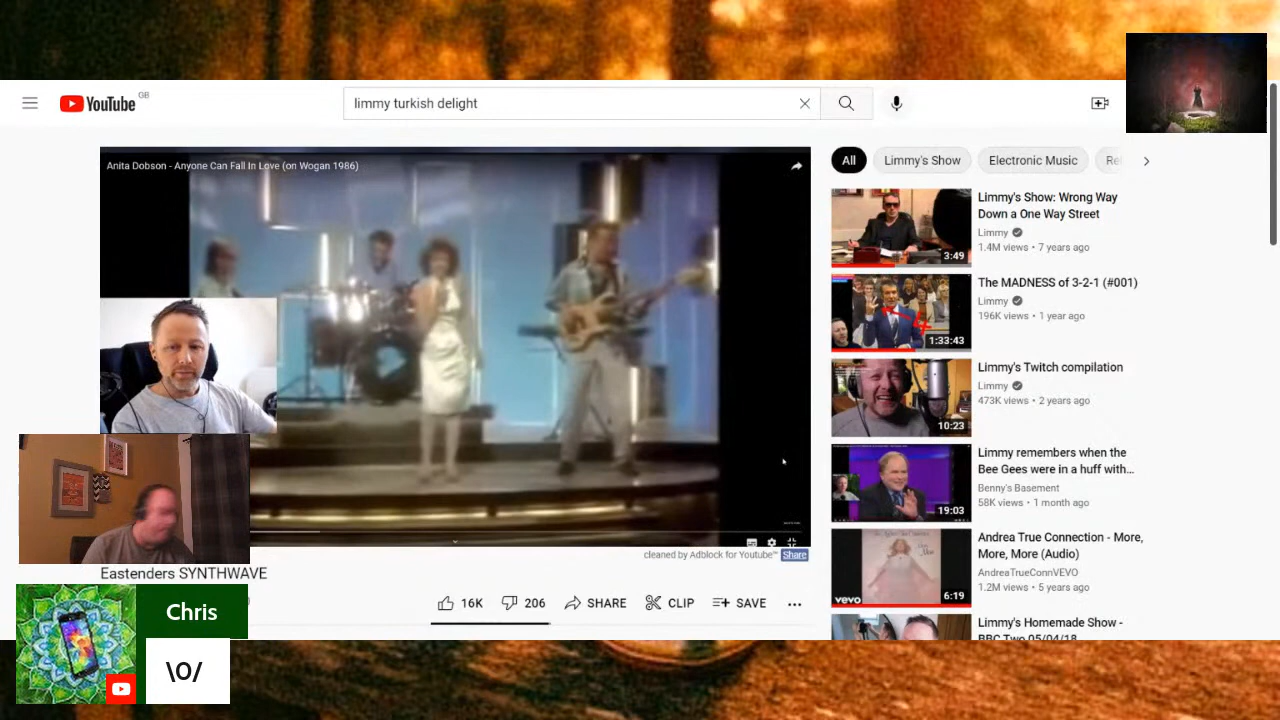 YouTube GB
limmy turkish delight
Anita Dobson - Anyone Can Fall In Love (on Wogan 1986)
cleaned by Adblock for Youtube™ Share
Eastenders SYNTHWAVE
16K 206 SHARE CLIP SAVE
All Limmy's Show Electronic Music
Limmy's Show: Wrong Way
Down a One Way Street
Limmy
1.4M views • 7 years ago
3:49
The MADNESS of 3-2-1 (#001)
Limmy
196K views • 1 year ago
1:33:43
Limmy's Twitch compilation
Limmy
473K views • 2 years ago
10:23
Limmy remembers when the
Bee Gees were in a huff with...
Benny's Basement
58K views • 1 month ago
19:03
Andrea True Connection - More,
More, More (Audio)
AndreaTrueConnVEVO
1.2M views • 5 years ago
vevo 6:19
Limmy's Homemade Show -
BBC Two 05/04/18
Chris
\O/